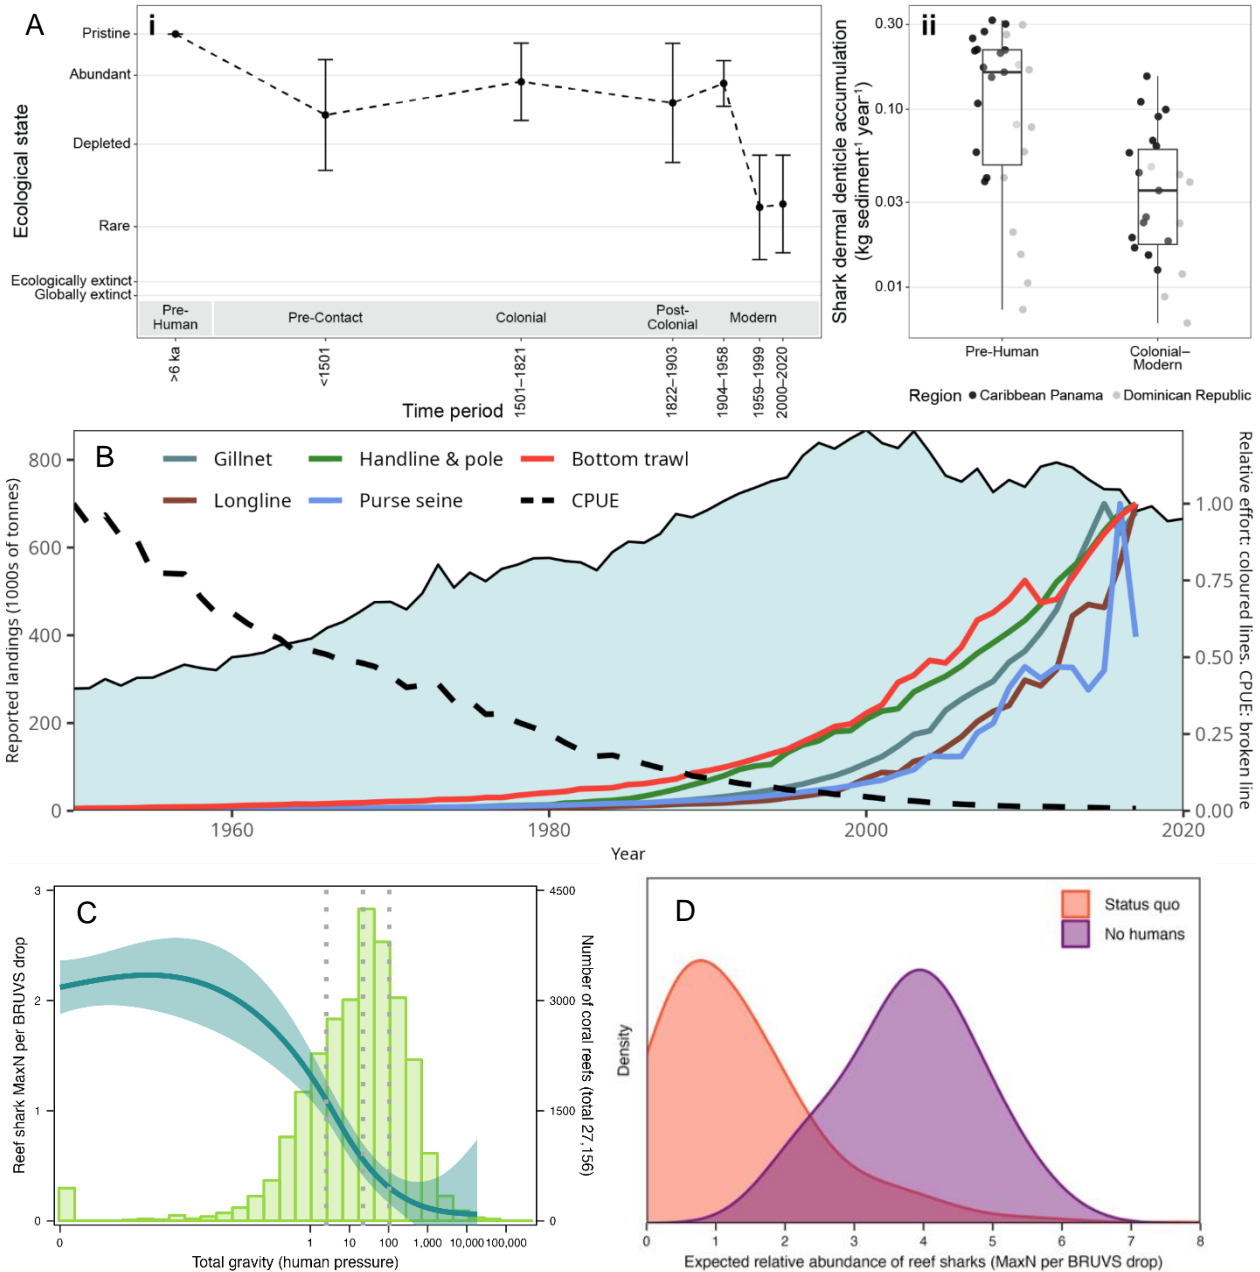 A
i
Ecological state
Pristine
Abundant
Depleted
Rare
Ecologically extinct
Globally extinct
Pre-
Human
Pre-Contact
Colonial
Post-
Colonial
Modern
>6 ka
<1501
1501–1821
1822–1903
1904–1958
1959–1999
2000–2020
Time period
ii
Shark dermal denticle accumulation
(kg sediment⁻¹ year⁻¹)
0.30
0.10
0.03
0.01
Pre-Human
Colonial–
Modern
Region
Caribbean Panama
Dominican Republic
B
Reported landings (1000s of tonnes)
800
600
400
200
0
Gillnet
Handline & pole
Bottom trawl
Longline
Purse seine
CPUE
1.00
0.75
0.50
0.25
0.00
Relative effort: coloured lines. CPUE: broken line
1960
1980
2000
2020
Year
C
Reef shark MaxN per BRUVS drop
3
2
1
0
4500
3000
1500
0
Number of coral reefs (total 27,156)
0
1
10
100
1,000
10,000
100,000
Total gravity (human pressure)
D
Density
Status quo
No humans
0
1
2
3
4
5
6
7
8
Expected relative abundance of reef sharks (MaxN per BRUVS drop)